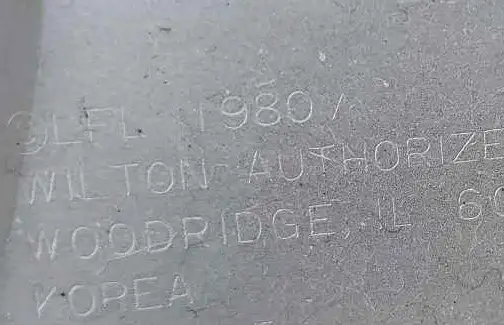 ©LFL 1980
WILTON AUTHORIZE
WOODRIDGE, IL 60
KOREA